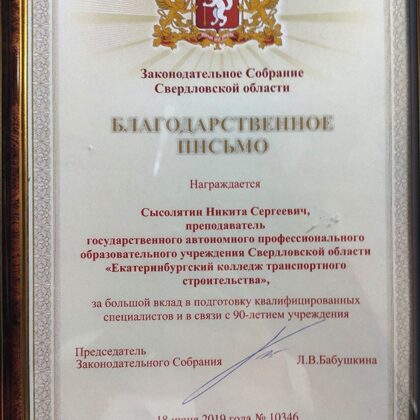 Законодательное Собрание
Свердловской области
БЛАГОДАРСТВЕННОЕ
ПИСЬМО
Награждается
Сысолятин Никита Сергеевич,
преподаватель
государственного автономного профессионального
образовательного учреждения Свердловской области
«Екатеринбургский колледж транспортного
строительства»,
за большой вклад в подготовку квалифицированных
специалистов и в связи с 90-летием учреждения
Председатель
Законодательного Собрания Л.В.Бабушкина
18 июня 2019 года № 10346